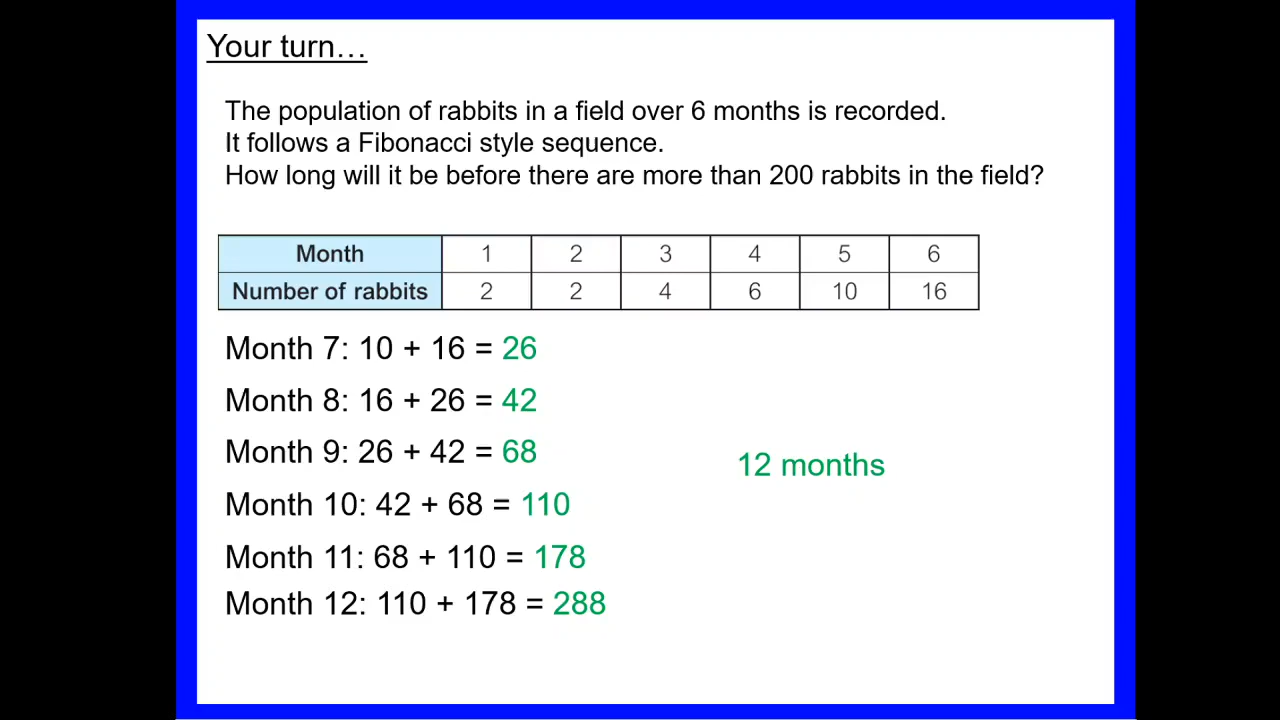 Your turn…
The population of rabbits in a field over 6 months is recorded.
It follows a Fibonacci style sequence.
How long will it be before there are more than 200 rabbits in the field?
Month 1 2 3 4 5 6
Number of rabbits 2 2 4 6 10 16
Month 7: 10 + 16 = 26
Month 8: 16 + 26 = 42
Month 9: 26 + 42 = 68
12 months
Month 10: 42 + 68 = 110
Month 11: 68 + 110 = 178
Month 12: 110 + 178 = 288